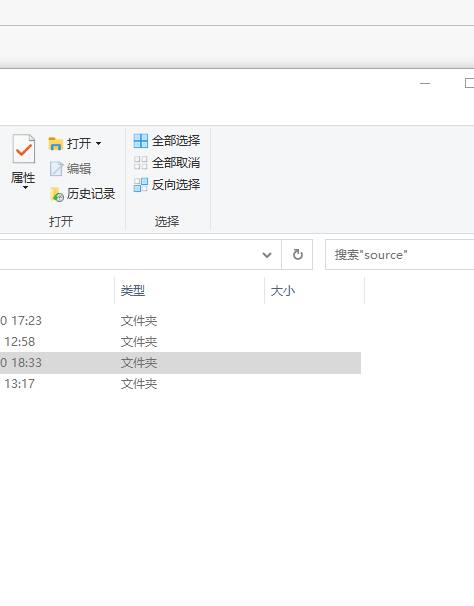 属性
打开
编辑
历史记录
打开
全部选择
全部取消
反向选择
选择
搜索"source"
类型 大小
0 17:23 文件夹
12:58 文件夹
0 18:33 文件夹
13:17 文件夹